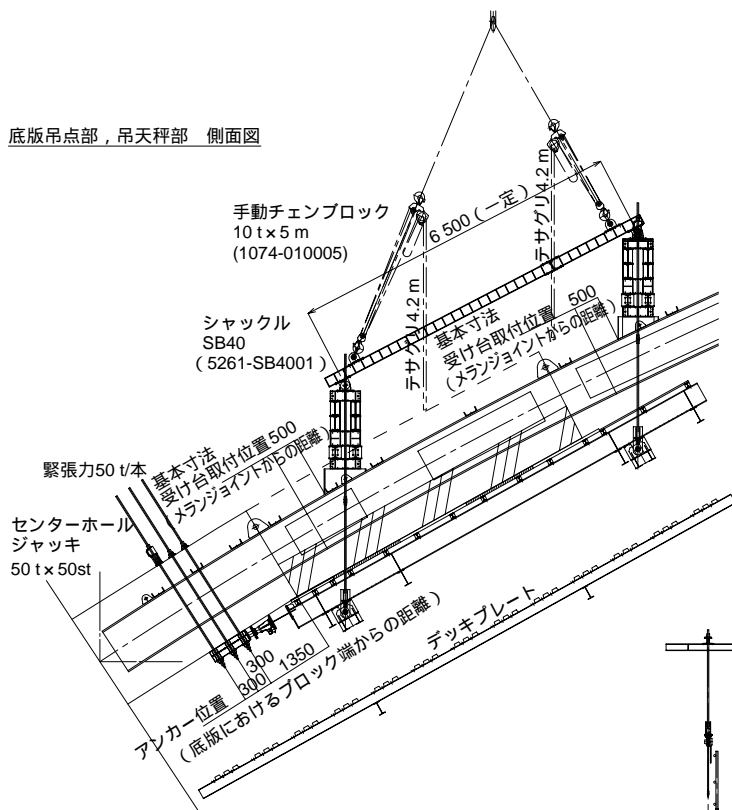 底版吊点部，吊天秤部　側面図
手動チェンブロック
10 t×5 m
(1074-010005)
6 500（一定）
テサグリ4.2 m
テサグリ4.2 m
シャックル
SB40
（5261-SB4001）
基本寸法
受け台取付位置 500
（メランジョイントがらの距離）
基本寸法
受け台取付位置500
メランジョイントがらの距離）
緊張力50 t/本
センターホール
ジャッキ
50 t×50st
アンカー位置 300 300 1350
（底版におけるブロック端からの距離）
デッキプレート